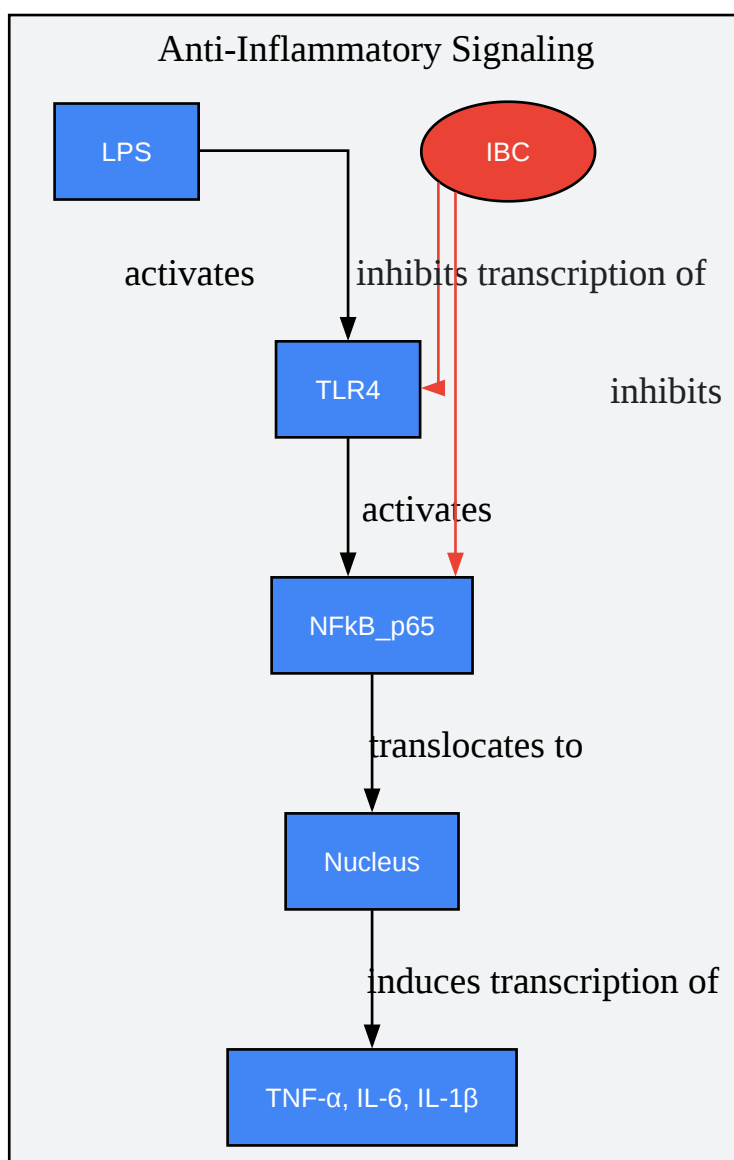 Anti-Inflammatory Signaling
LPS
IBC
activates
inhibits transcription of
TLR4
inhibits
activates
NFkB_p65
translocates to
Nucleus
induces transcription of
TNF-α, IL-6, IL-1β